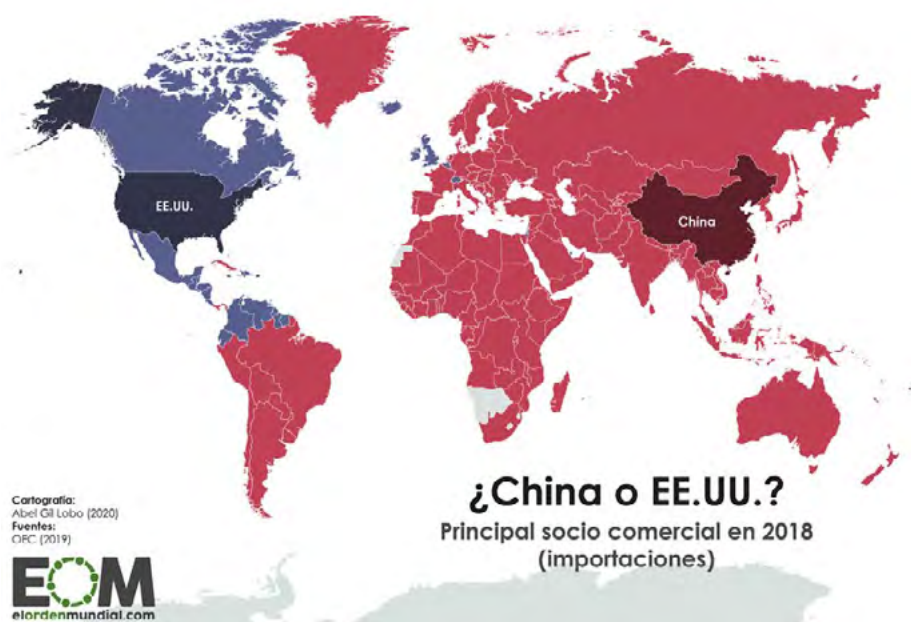 EE.UU.
China
¿China o EE.UU.?
Principal socio comercial en 2018
(importaciones)
Cartografía:
Abel Gil Lobo (2020)
Fuentes:
OEC (2019)
EOM
elordenmundial.com